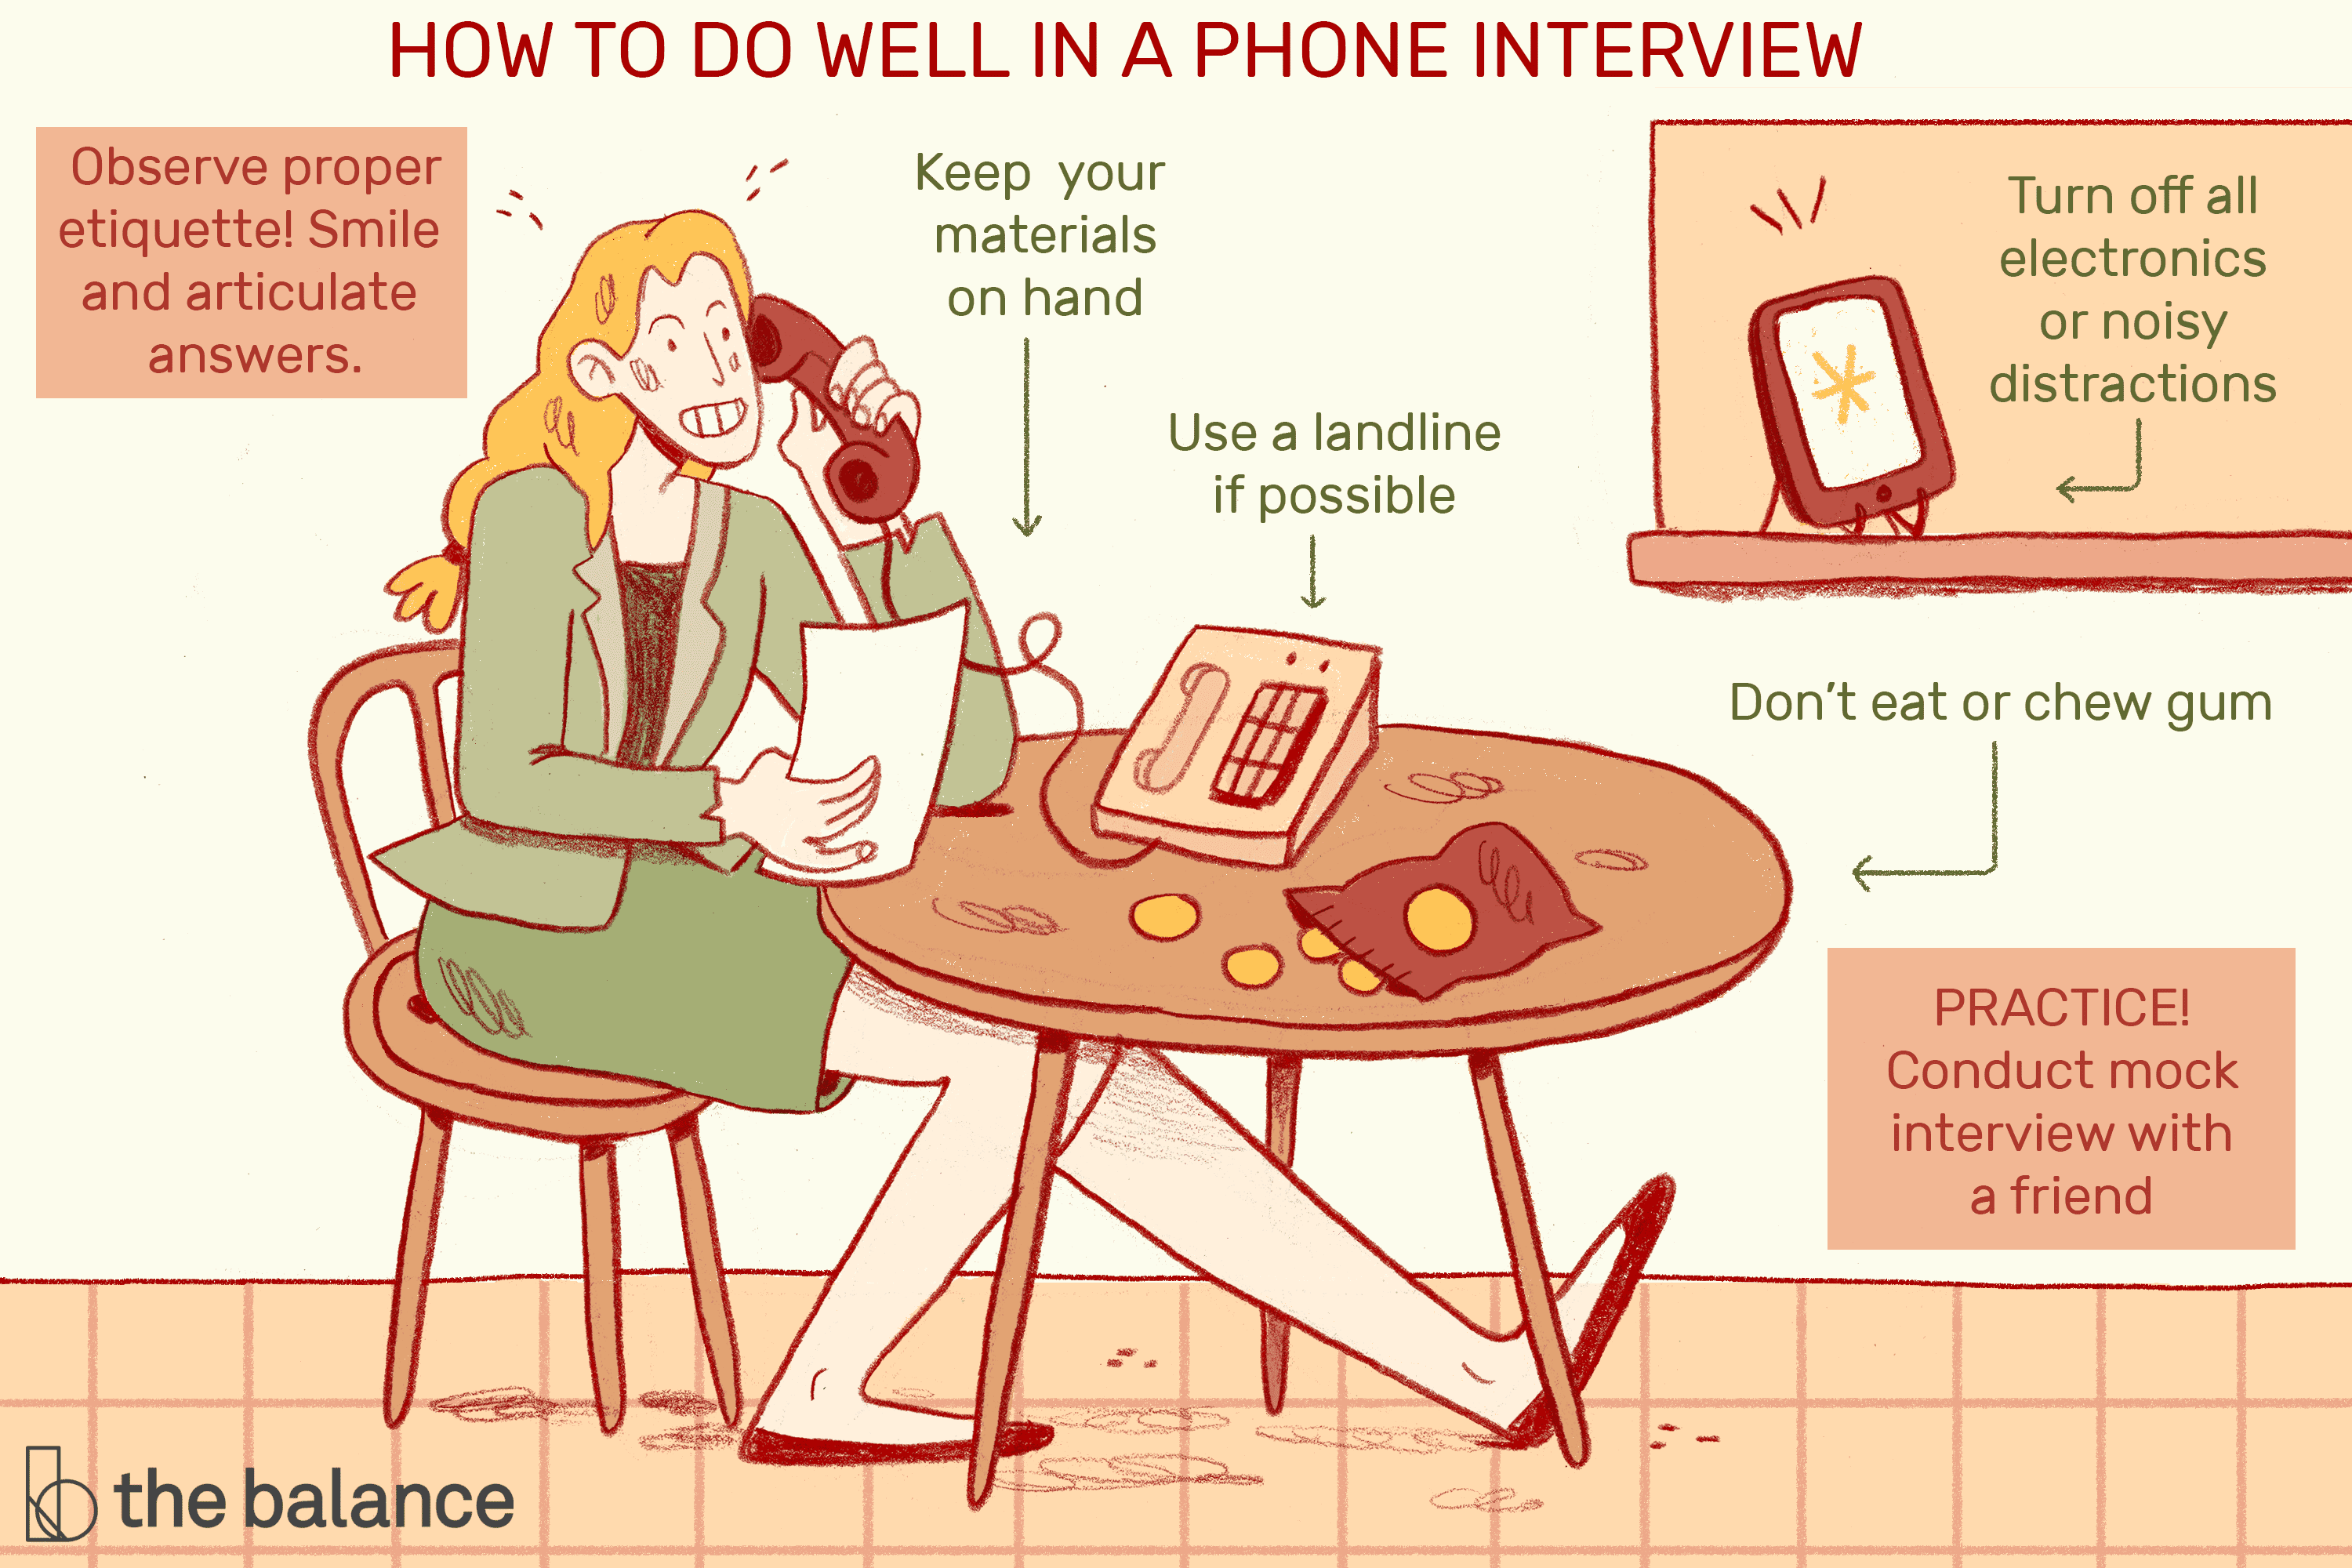 HOW TO DO WELL IN A PHONE INTERVIEW
Observe proper
etiquette! Smile
and articulate
answers.
Keep your
materials
on hand
Use a landline
if possible
Turn off all
electronics
or noisy
distractions
Don't eat or chew gum
PRACTICE!
Conduct mock
interview with
a friend
the balance